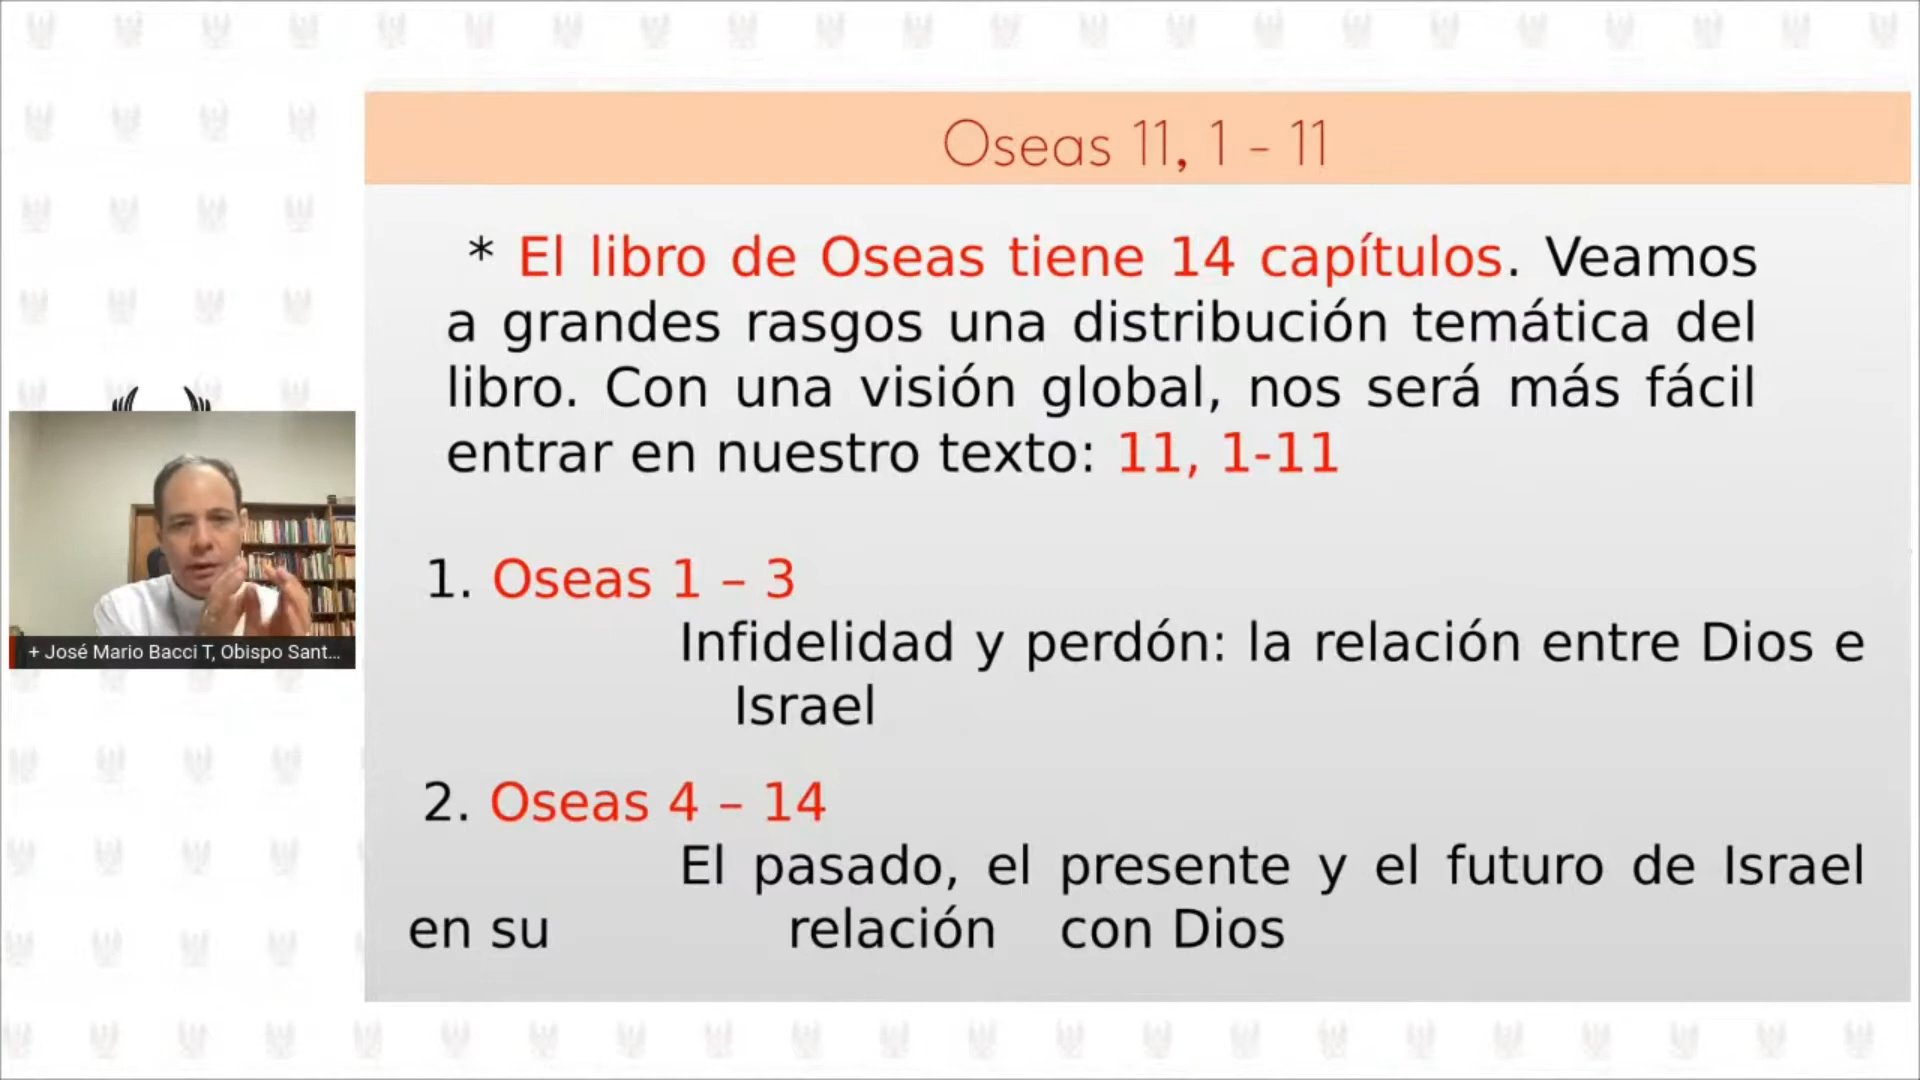 Oseas 11, 1 - 11
* El libro de Oseas tiene 14 capítulos. Veamos
a grandes rasgos una distribución temática del
libro. Con una visión global, nos será más fácil
entrar en nuestro texto: 11, 1-11
1. Oseas 1 – 3
Infidelidad y perdón: la relación entre Dios e
Israel
2. Oseas 4 – 14
El pasado, el presente y el futuro de Israel
en su relación con Dios
+ José Mario Bacci T, Obispo Sant...